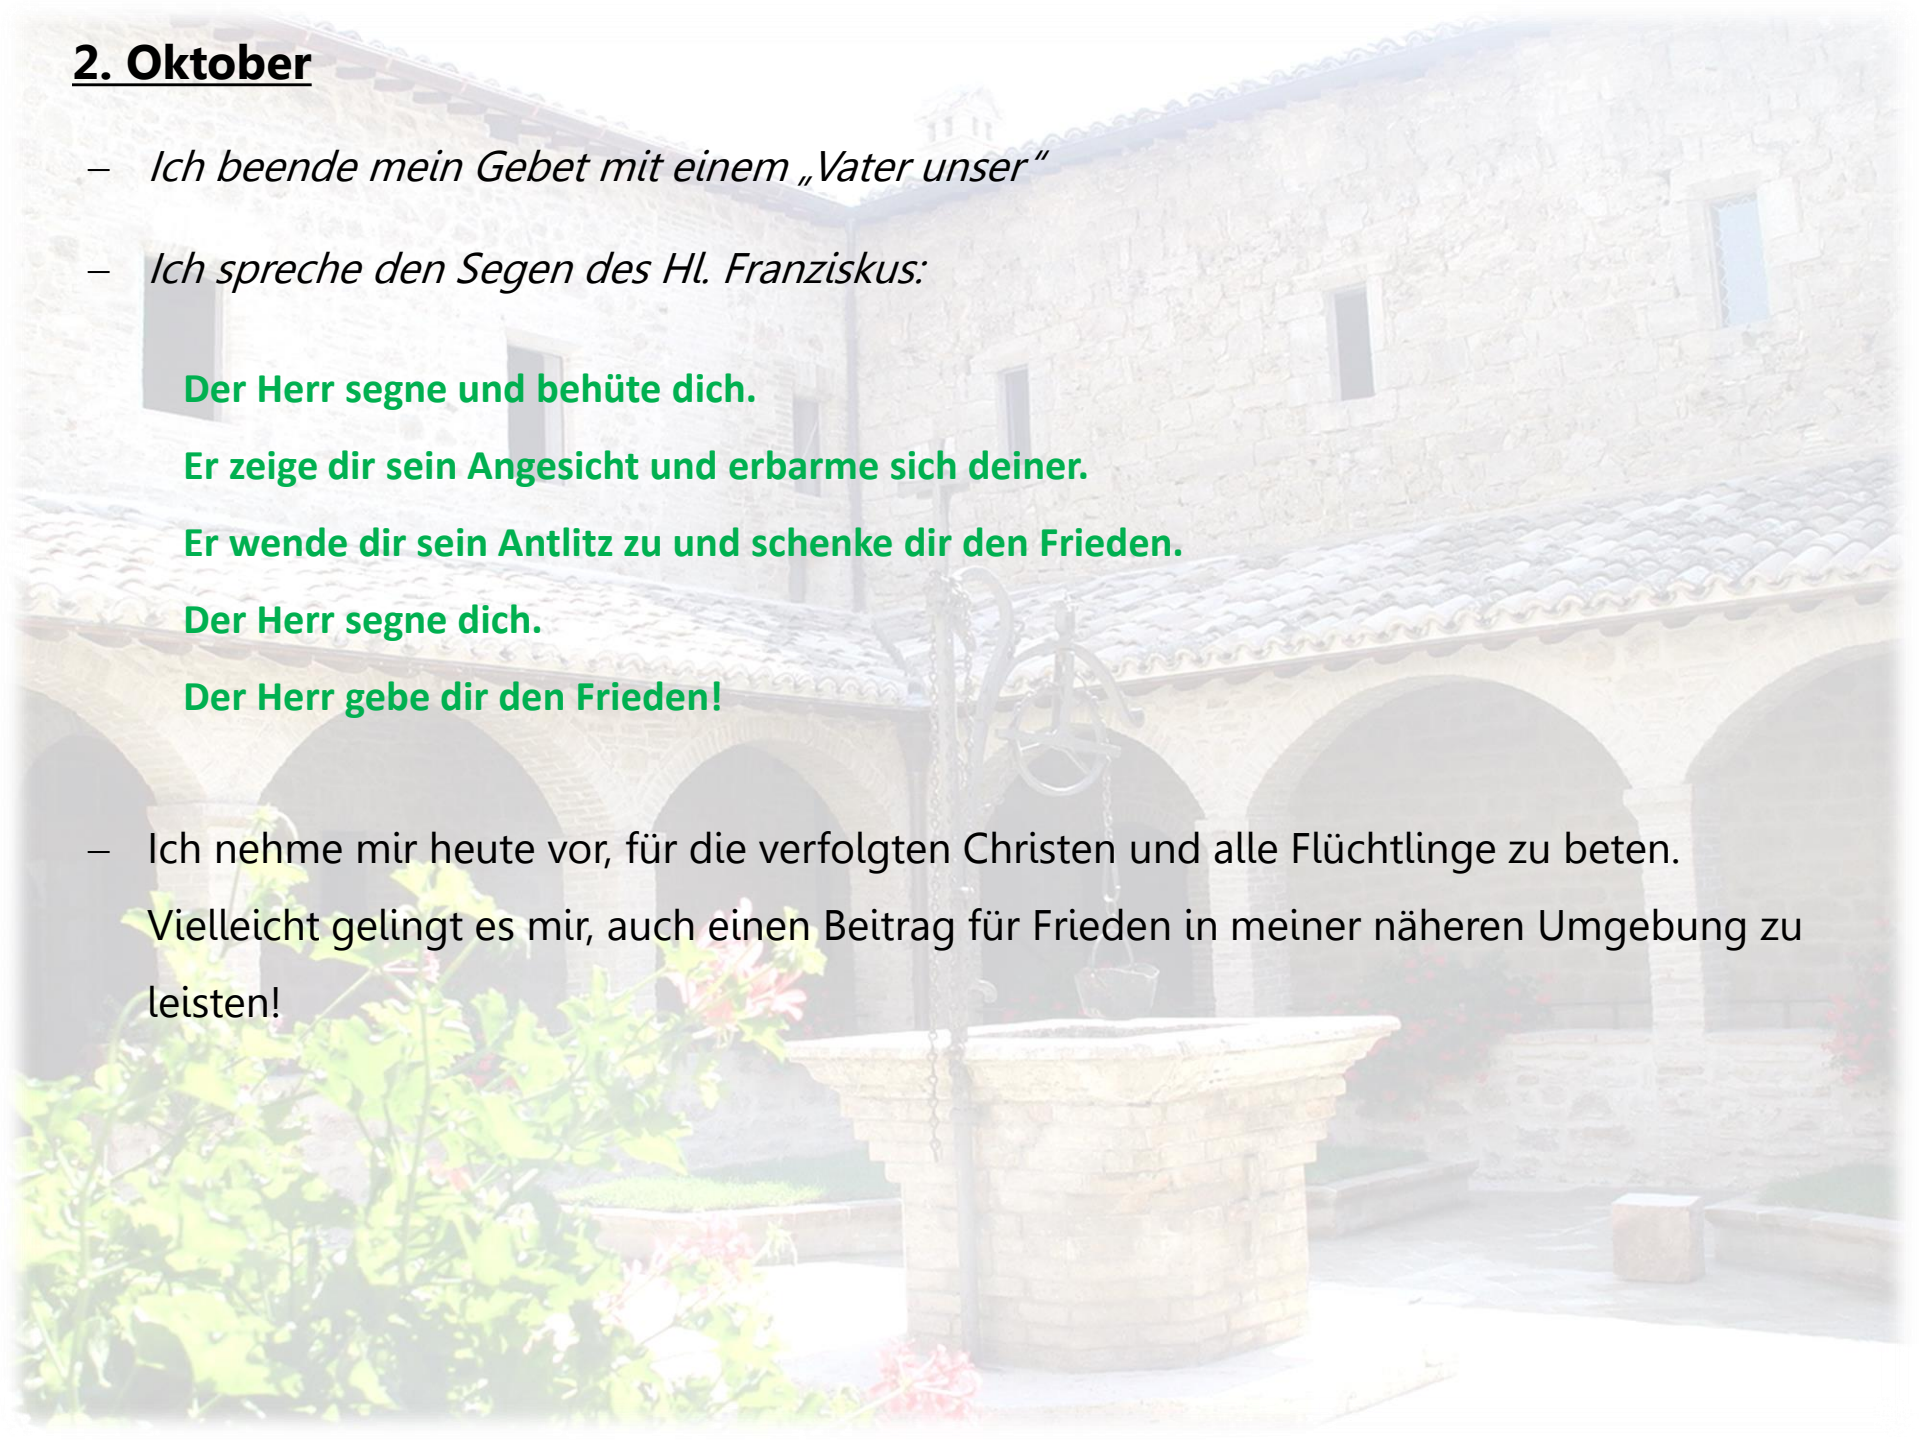 2. Oktober
– Ich beende mein Gebet mit einem „Vater unser“
– Ich spreche den Segen des Hl. Franziskus:
Der Herr segne und behüte dich.
Er zeige dir sein Angesicht und erbarme sich deiner.
Er wende dir sein Antlitz zu und schenke dir den Frieden.
Der Herr segne dich.
Der Herr gebe dir den Frieden!
– Ich nehme mir heute vor, für die verfolgten Christen und alle Flüchtlinge zu beten.
Vielleicht gelingt es mir, auch einen Beitrag für Frieden in meiner näheren Umgebung zu
leisten!